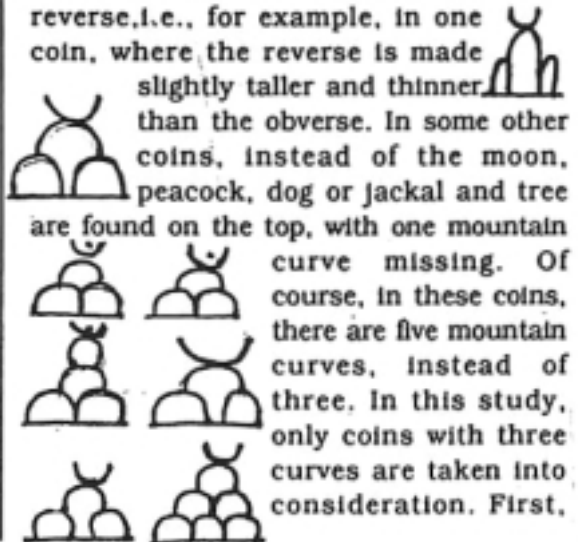 reverse,i.e., for example, in one
coin, where the reverse is made
slightly taller and thinner
than the obverse. In some other
coins, instead of the moon,
peacock, dog or jackal and tree
are found on the top, with one mountain
curve missing. Of
course, in these coins,
there are five mountain
curves, instead of
three. In this study,
only coins with three
curves are taken into
consideration. First,